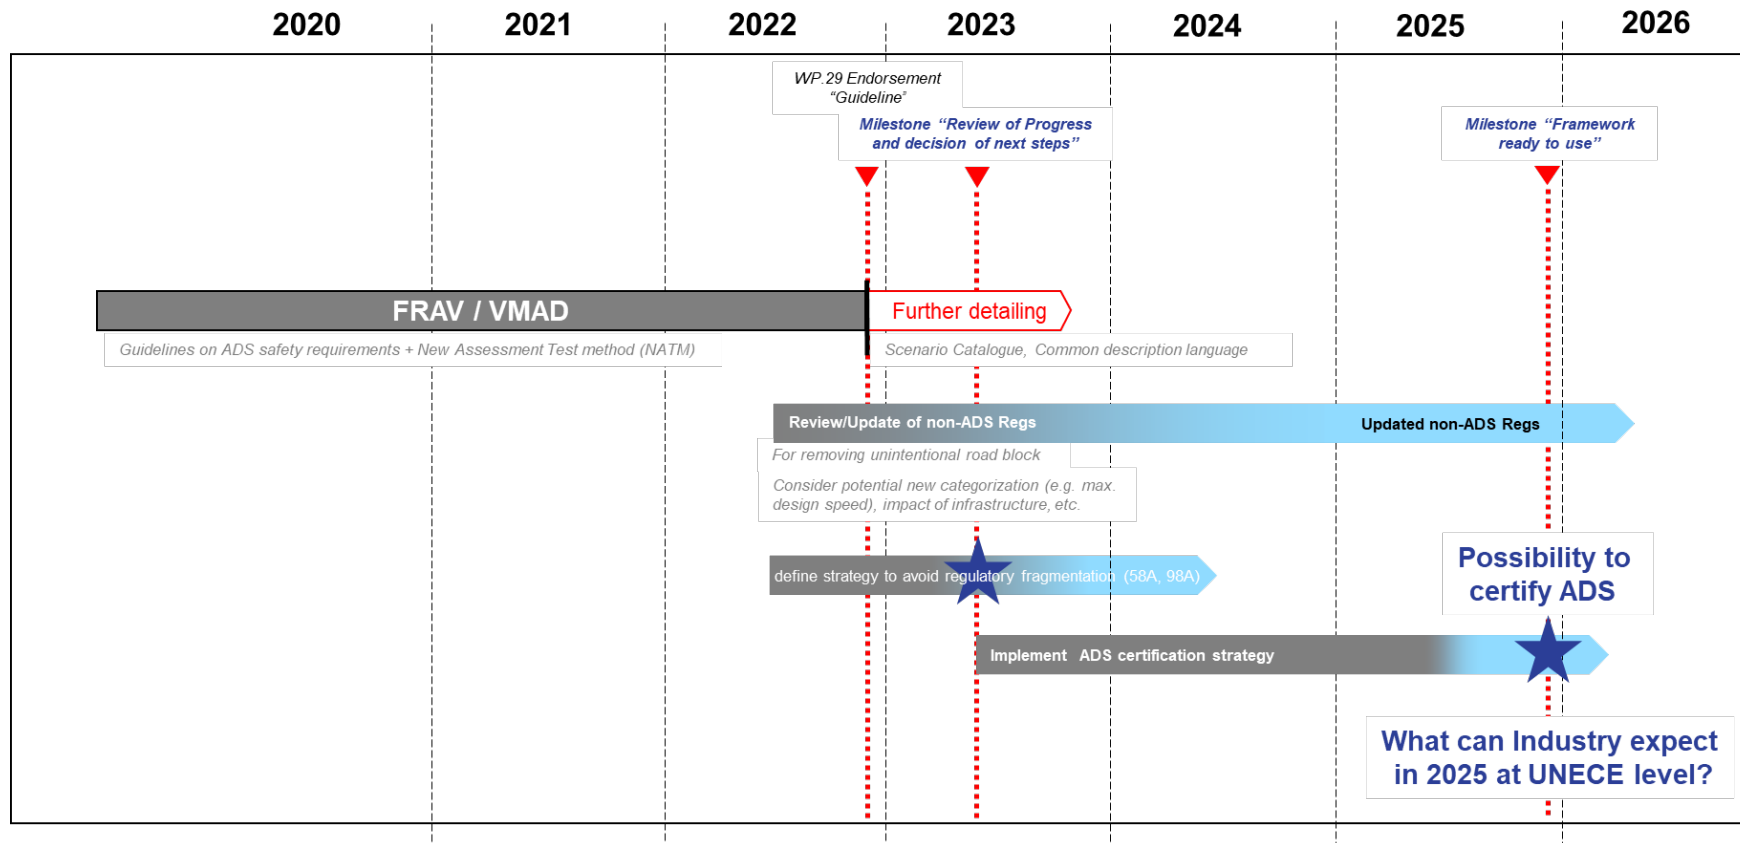 2020 2021 2022 2023 2024 2025 2026
WP.29 Endorsement
“Guideline”
Milestone “Review of Progress
and decision of next steps”
Milestone “Framework
ready to use”
FRAV / VMAD
Further detailing
Guidelines on ADS safety requirements + New Assessment Test method (NATM)
Scenario Catalogue, Common description language
Review/Update of non-ADS Regs
Updated non-ADS Regs
For removing unintentional road block
Consider potential new categorization (e.g. max.
design speed), impact of infrastructure, etc.
define strategy to avoid regulatory fragmentation (58A, 98A)
Possibility to
certify ADS
Implement ADS certification strategy
What can Industry expect
in 2025 at UNECE level?